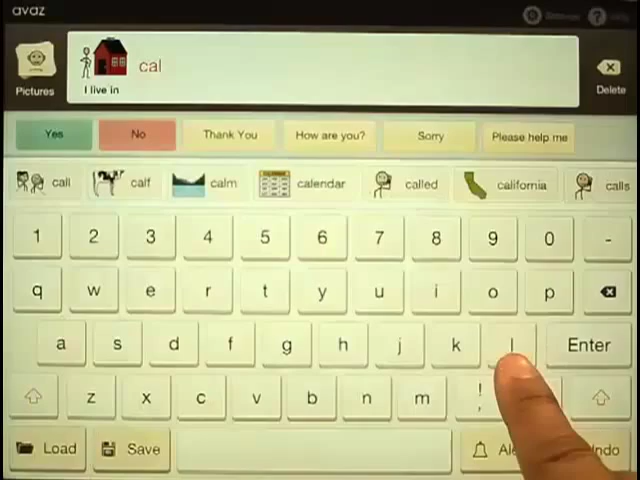 avaz
cal
Pictures
I live in
Delete
Yes No Thank You How are you? Sorry Please help me
call calf calm calendar called california calls
1 2 3 4 5 6 7 8 9 0 -
q w e r t y u i o p
a s d f g h j k l Enter
z x c v b n m ! ,
Load Save